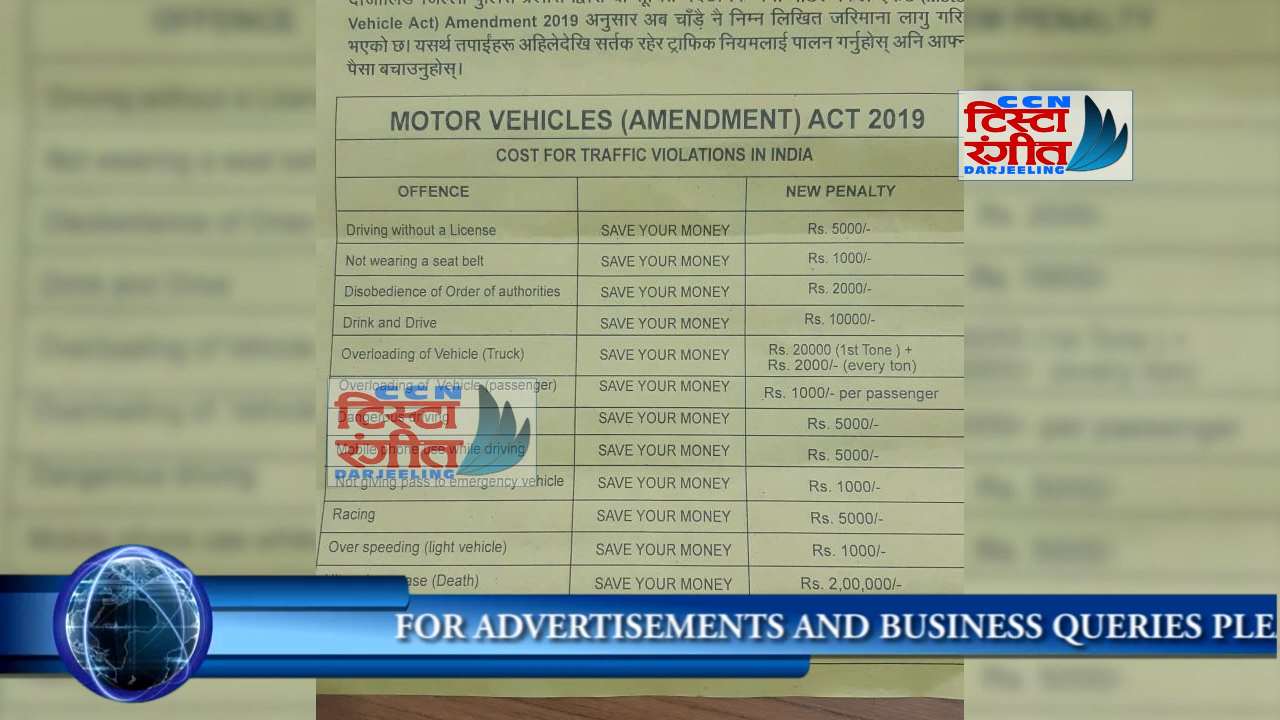 Vehicle Act) Amendment 2019 अनुसार अब चाँड़े नै निम्न लिखित जरिमाना लागु गरि
भएको छ। यसर्थ तपाईंहरू अहिलेदेखि सर्तक रहेर ट्राफिक नियमलाई पालन गर्नुहोस् अनि आफ्न
पैसा बचाउनुहोस्।
MOTOR VEHICLES (AMENDMENT) ACT 2019
COST FOR TRAFFIC VIOLATIONS IN INDIA
OFFENCE NEW PENALTY
Driving without a License SAVE YOUR MONEY Rs. 5000/-
Not wearing a seat belt SAVE YOUR MONEY Rs. 1000/-
Disobedience of Order of authorities SAVE YOUR MONEY Rs. 2000/-
Drink and Drive SAVE YOUR MONEY Rs. 10000/-
Overloading of Vehicle (Truck) SAVE YOUR MONEY Rs. 20000 (1st Tone ) +
Rs. 2000/- (every ton)
Overloading of Vehicle (passenger) SAVE YOUR MONEY Rs. 1000/- per passenger
Dangerous driving SAVE YOUR MONEY Rs. 5000/-
Mobile phone use while driving SAVE YOUR MONEY Rs. 5000/-
Not giving pass to emergency vehicle SAVE YOUR MONEY Rs. 1000/-
Racing SAVE YOUR MONEY Rs. 5000/-
Over speeding (light vehicle) SAVE YOUR MONEY Rs. 1000/-
(Death) SAVE YOUR MONEY Rs. 2,00,000/-
CCN
टिस्टा
रंगीत
DARJEELING
CCN
टिस्टा
रंगीत
DARJEELING
FOR ADVERTISEMENTS AND BUSINESS QUERIES PLE